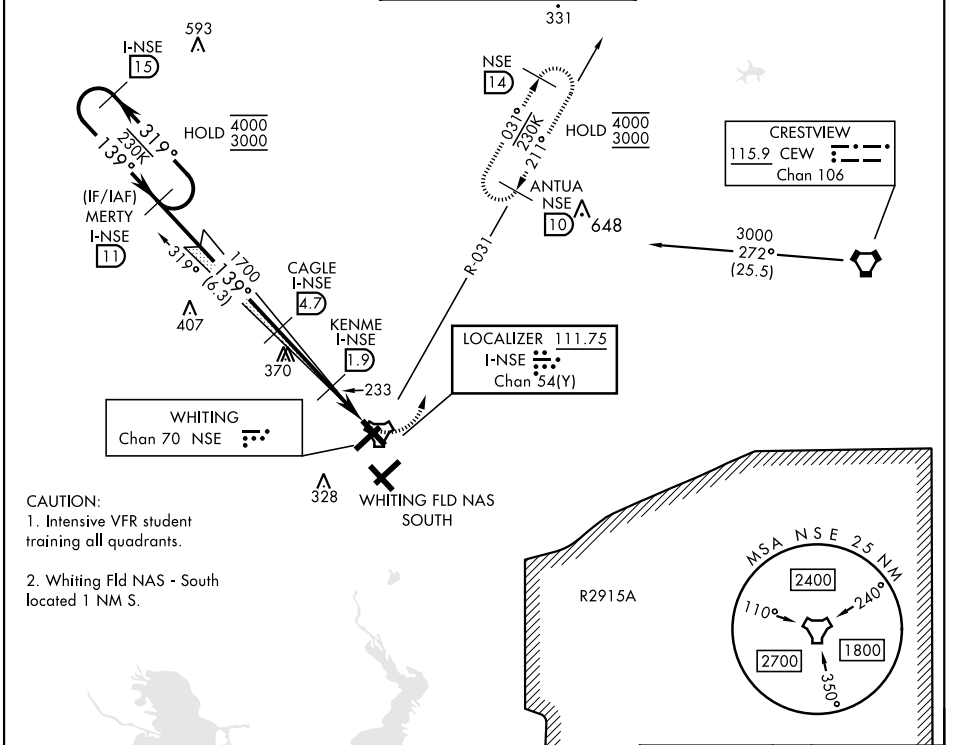 331
593
I-NSE
15
NSE
14
HOLD 4000
3000
319°
230K
139°
031°
230K
211°
HOLD 4000
3000
CRESTVIEW
115.9 CEW
Chan 106
(IF/IAF)
MERTY
I-NSE
11
ANTUA
NSE
10
648
3000
272°
(25.5)
R-031
1700
139°
319° (6.3)
CAGLE
I-NSE
4.7
407
KENME
I-NSE
1.9
370
233
LOCALIZER 111.75
I-NSE
Chan 54(Y)
WHITING
Chan 70 NSE
328
WHITING FLD NAS
SOUTH
CAUTION:
1. Intensive VFR student
training all quadrants.
2. Whiting Fld NAS - South
located 1 NM S.
R2915A
MSA NSE 25 NM
2400
110°
240°
2700
1800
350°